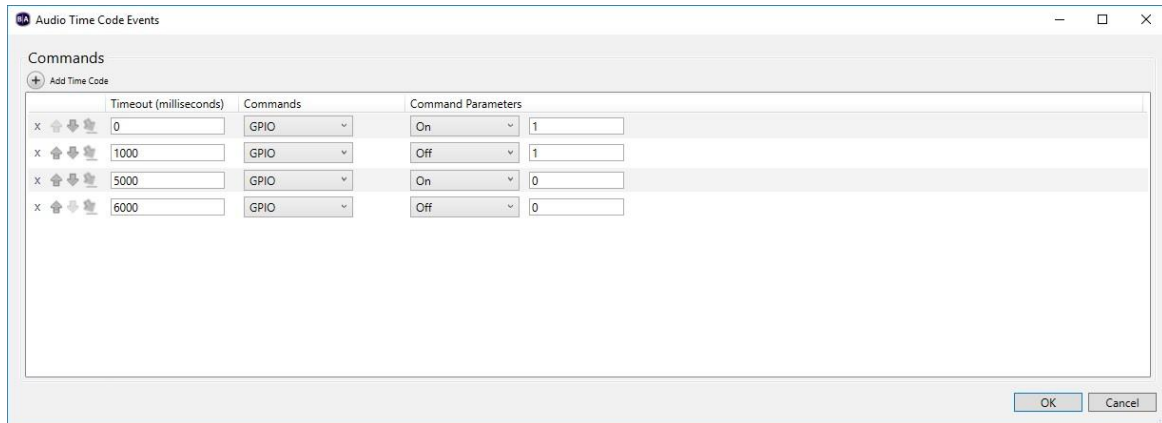 B|A Audio Time Code Events
Commands
+ Add Time Code
Timeout (milliseconds) Commands Command Parameters
x 0 GPIO On 1
x 1000 GPIO Off 1
x 5000 GPIO On 0
x 6000 GPIO Off 0
OK Cancel